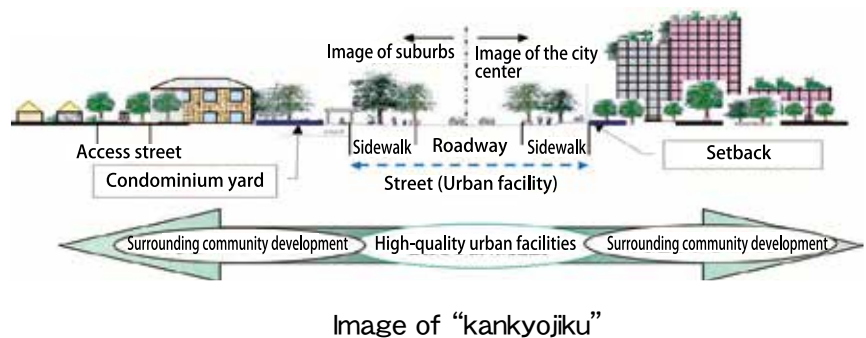 Image of suburbs
Image of the city
center
Access street
Condominium yard
Sidewalk
Roadway
Sidewalk
Setback
Street (Urban facility)
Surrounding community development
High-quality urban facilities
Surrounding community development
Image of “kankyojiku”